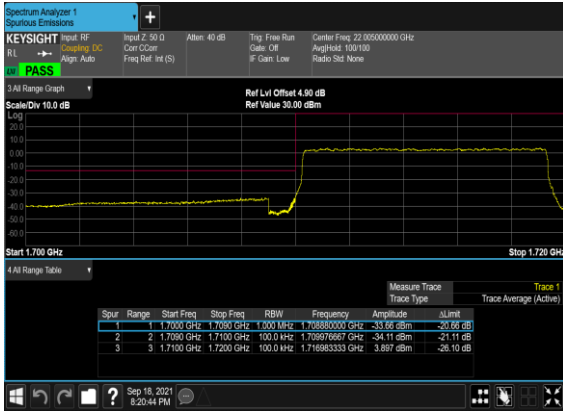 Spectrum Analyzer 1
Spurious Emissions
KEYSIGHT Input: RF Input Z: 50 Ω Atten: 40 dB Trig: Free Run Center Freq: 22.005000000 GHz
RL Coupling: DC Corr CCorr Gate: Off Avg|Hold: 100/100
Align: Auto Freq Ref: Int (S) IF Gain: Low Radio Std: None
PASS
3 All Range Graph
Ref Lvl Offset 4.90 dB
Scale/Div 10.0 dB Ref Value 30.00 dBm
Log
20.0
10.0
0.00
-10.0
-20.0
-30.0
-40.0
-50.0
-60.0
Start 1.700 GHz Stop 1.720 GHz
4 All Range Table
Measure Trace Trace 1
Trace Type Trace Average (Active)
Spur Range Start Freq Stop Freq RBW Frequency Amplitude ΔLimit
1 1 1.7000 GHz 1.7090 GHz 1.000 MHz 1.708880000 GHz -33.66 dBm -20.66 dB
2 2 1.7090 GHz 1.7100 GHz 100.0 kHz 1.709976667 GHz -34.11 dBm -21.11 dB
3 3 1.7100 GHz 1.7200 GHz 100.0 kHz 1.716983333 GHz 3.897 dBm -26.10 dB
? Sep 18, 2021
8:20:44 PM